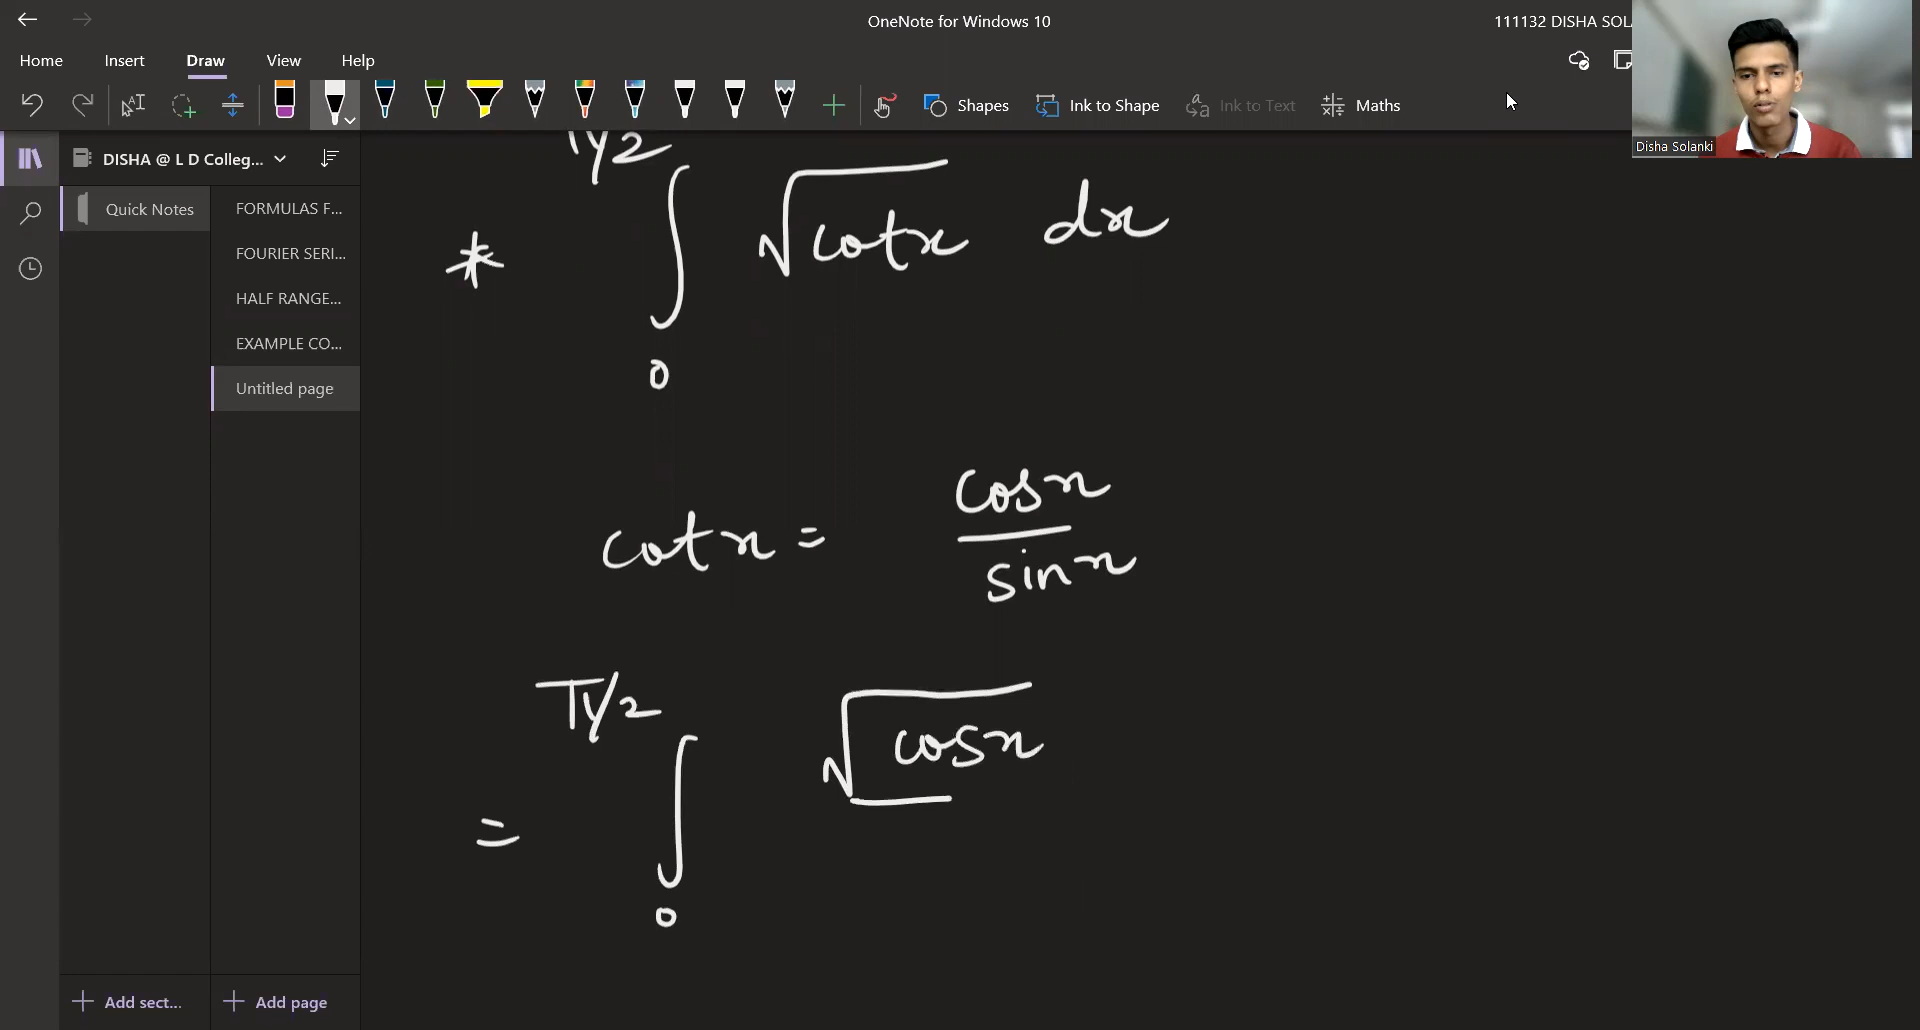 OneNote for Windows 10
111132 DISHA SOL
Home Insert Draw View Help
Shapes Ink to Shape Ink to Text Maths
Disha Solanki
DISHA @ L D Colleg...
Quick Notes
FORMULAS F...
FOURIER SERI...
HALF RANGE...
EXAMPLE CO...
Untitled page
* ∫₀^{π/2} √cotx dx
cotx = cosx / sinx
= ∫₀^{π/2} √cosx
+ Add sect...
+ Add page